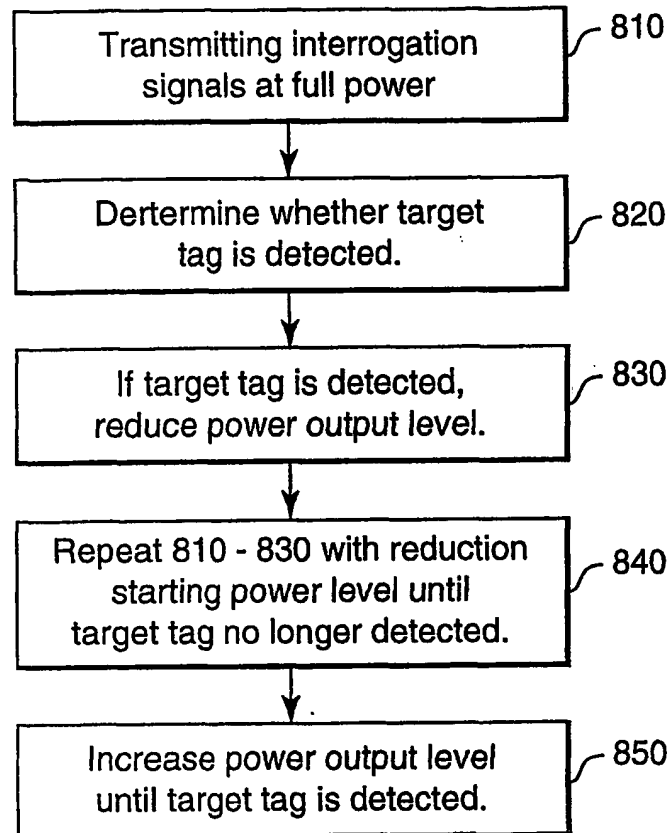 Transmitting interrogation
signals at full power
810
Dertermine whether target
tag is detected.
820
If target tag is detected,
reduce power output level.
830
Repeat 810 - 830 with reduction
starting power level until
target tag no longer detected.
840
Increase power output level
until target tag is detected.
850